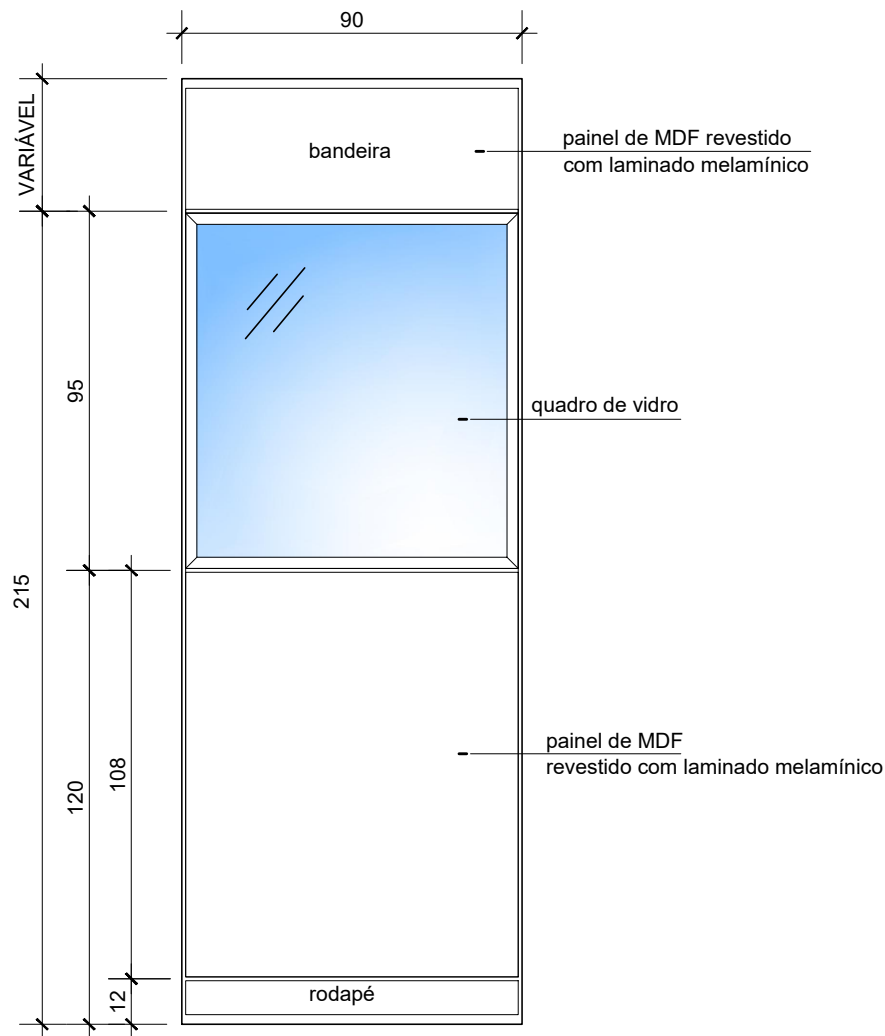 90
VARIÁVEL
bandeira
painel de MDF revestido
com laminado melamínico
95
quadro de vidro
215
painel de MDF
revestido com laminado melamínico
108
120
rodapé
12